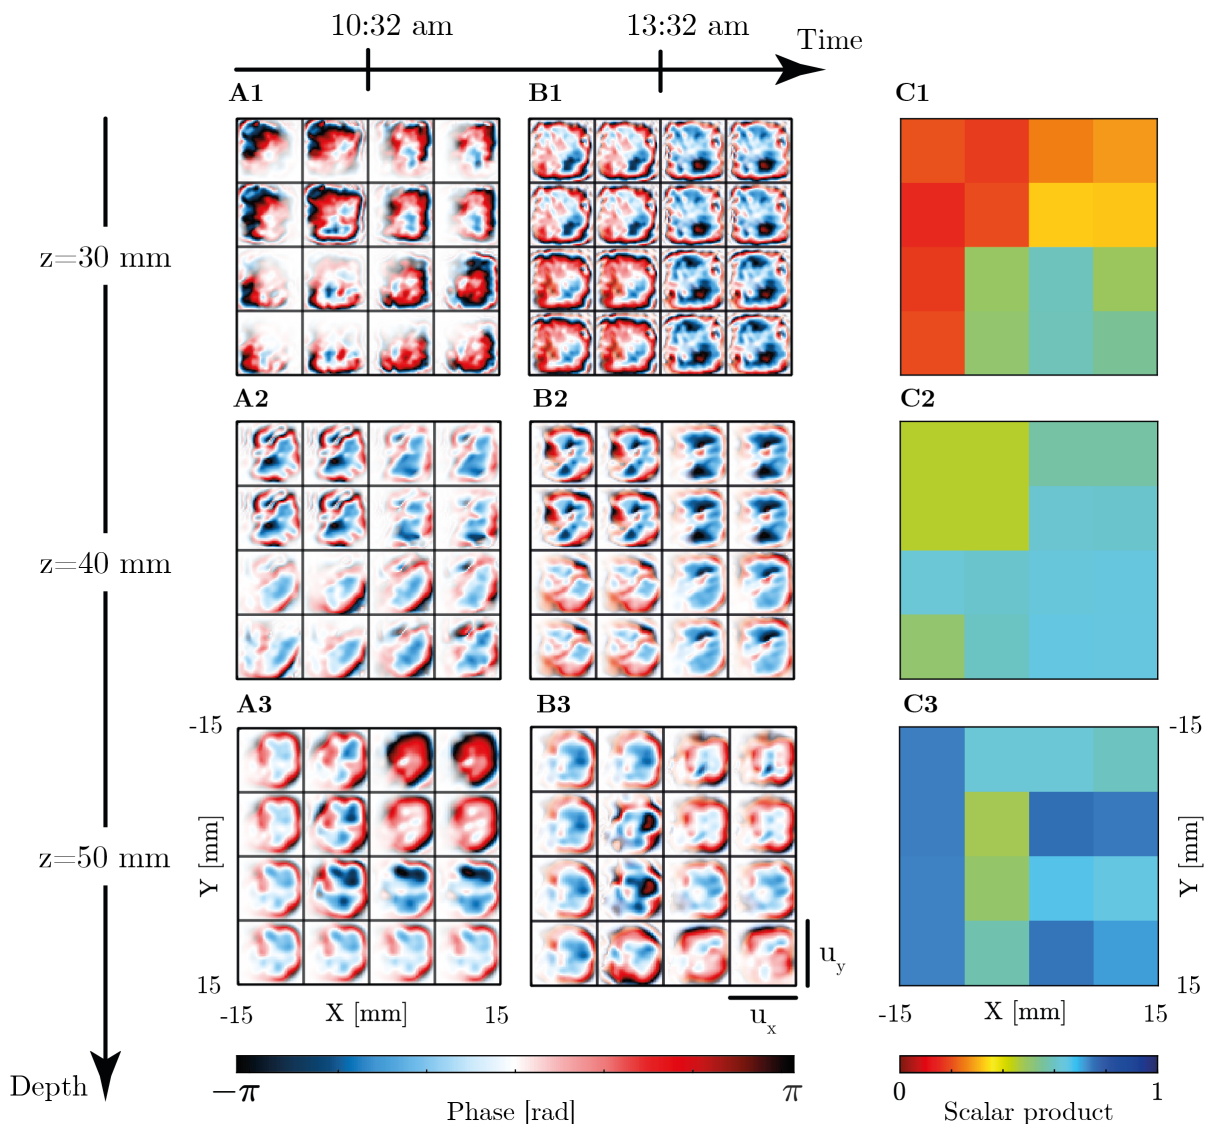 10:32 am
13:32 am
Time
A1
B1
C1
z=30 mm
A2
B2
C2
z=40 mm
A3
B3
C3
-15
-15
z=50 mm
Y [mm]
Y [mm]
u_y
15
15
-15
X [mm]
15
u_x
-15
X [mm]
15
Depth
−π
π
Phase [rad]
0
1
Scalar product